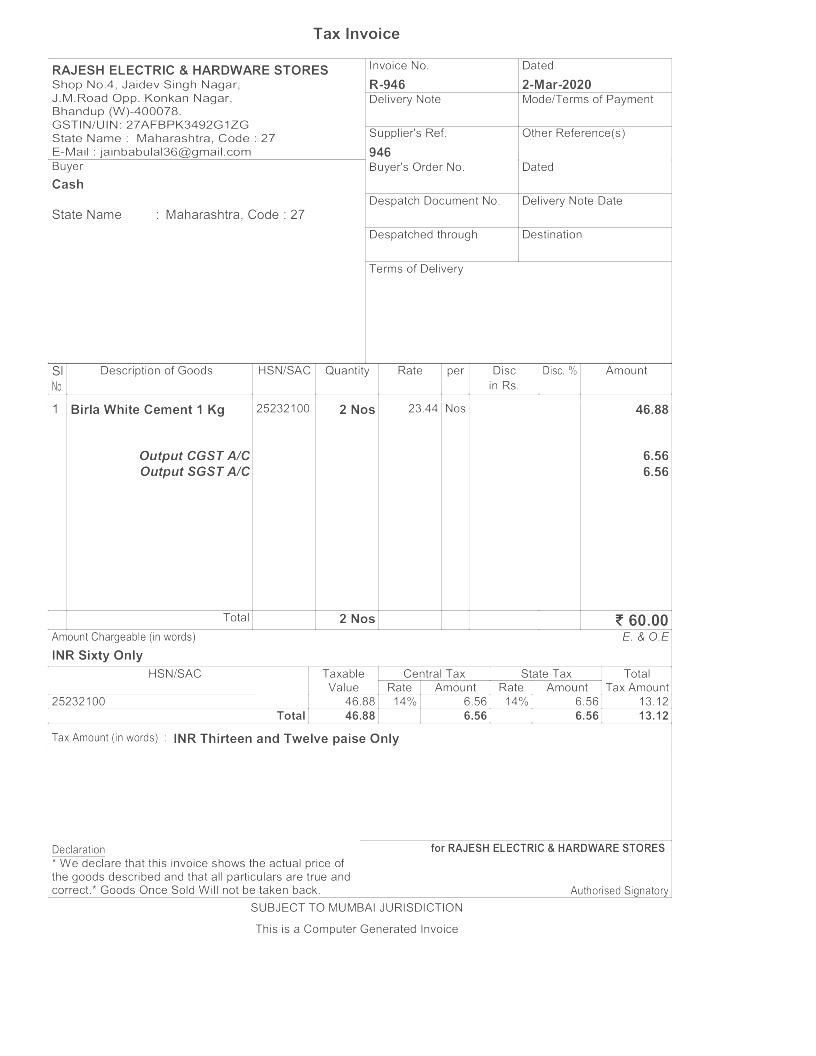 Tax Invoice
RAJESH ELECTRIC & HARDWARE STORES
Shop No.4, Jaidev Singh Nagar,
J.M.Road Opp. Konkan Nagar,
Bhandup (W)-400078.
GSTIN/UIN: 27AFBPK3492G1ZG
State Name : Maharashtra, Code : 27
E-Mail : jainbabulal36@gmail.com
Buyer
Cash
State Name : Maharashtra, Code : 27
Invoice No. Dated
R-946 2-Mar-2020
Delivery Note Mode/Terms of Payment
Supplier's Ref. Other Reference(s)
946
Buyer's Order No. Dated
Despatch Document No. Delivery Note Date
Despatched through Destination
Terms of Delivery
Sl Description of Goods HSN/SAC Quantity Rate per Disc Disc. % Amount
No. in Rs.
1 Birla White Cement 1 Kg 25232100 2 Nos 23.44 Nos 46.88
Output CGST A/C 6.56
Output SGST A/C 6.56
Total 2 Nos ₹ 60.00
Amount Chargeable (in words) E. & O.E
INR Sixty Only
HSN/SAC Taxable Central Tax State Tax Total
Value Rate Amount Rate Amount Tax Amount
25232100 46.88 14% 6.56 14% 6.56 13.12
Total 46.88 6.56 6.56 13.12
Tax Amount (in words) : INR Thirteen and Twelve paise Only
Declaration
* We declare that this invoice shows the actual price of
the goods described and that all particulars are true and
correct.* Goods Once Sold Will not be taken back.
for RAJESH ELECTRIC & HARDWARE STORES
Authorised Signatory
SUBJECT TO MUMBAI JURISDICTION
This is a Computer Generated Invoice